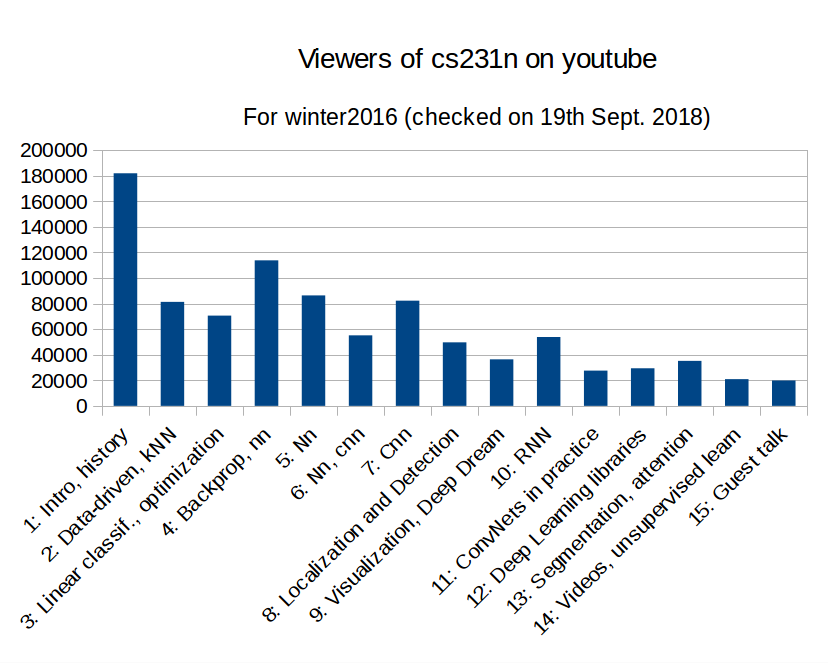 Viewers of cs231n on youtube
For winter2016 (checked on 19th Sept. 2018)
200000
180000
160000
140000
120000
100000
80000
60000
40000
20000
0
1: Intro, history
2: Data-driven, kNN
3: Linear classif., optimization
4: Backprop, nn
5: Nn
6: Nn, cnn
7: Cnn
8: Localization and Detection
9: Visualization, Deep Dream
10: RNN
11: ConvNets in practice
12: Deep Learning libraries
13: Segmentation, attention
14: Videos, unsupervised learn
15: Guest talk